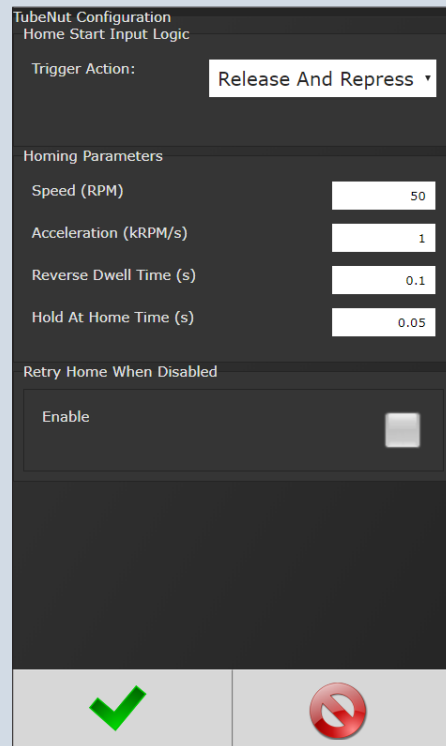 TubeNut Configuration
Home Start Input Logic
Trigger Action:
Release And Repress
Homing Parameters
Speed (RPM)
50
Acceleration (kRPM/s)
1
Reverse Dwell Time (s)
0.1
Hold At Home Time (s)
0.05
Retry Home When Disabled
Enable